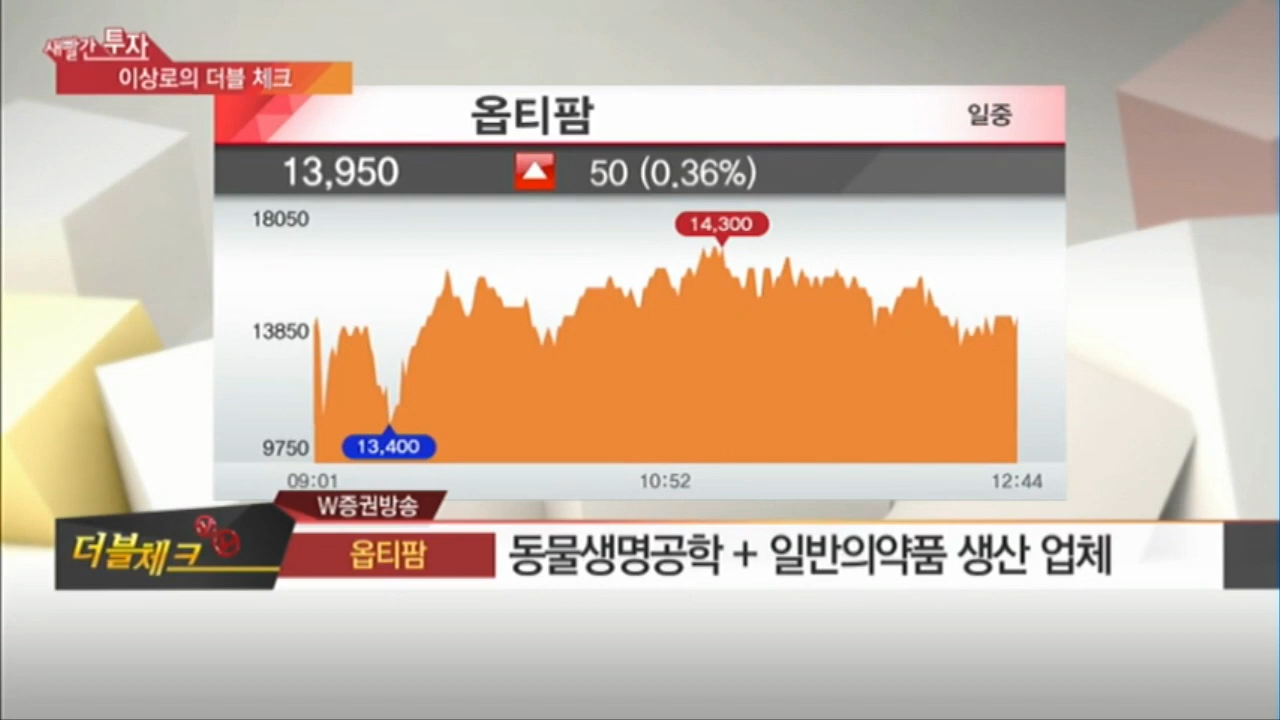 새빨간 투자
이상로의 더블 체크
옵티팜
일중
13,950 50 (0.36%)
18050
14,300
13850
9750
13,400
09:01 10:52 12:44
W증권방송
더블체크
옵티팜
동물생명공학 + 일반의약품 생산 업체